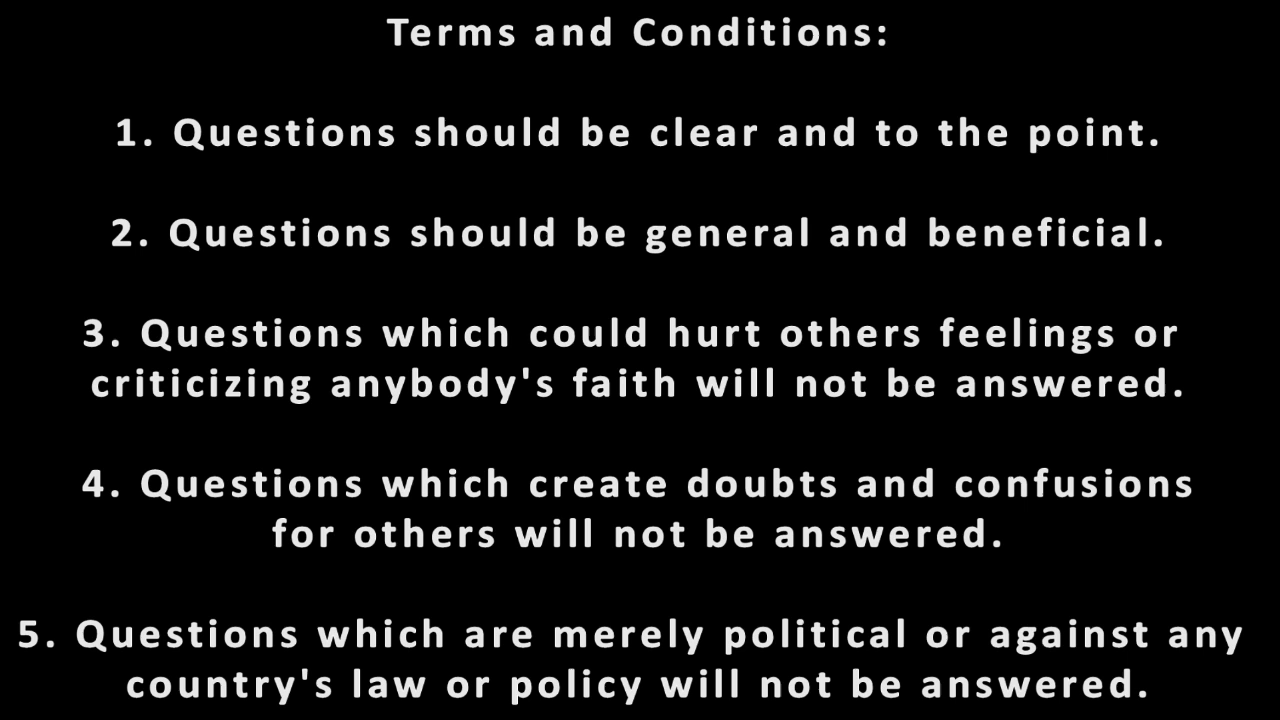 Terms and Conditions:
1. Questions should be clear and to the point.
2. Questions should be general and beneficial.
3. Questions which could hurt others feelings or
criticizing anybody's faith will not be answered.
4. Questions which create doubts and confusions
for others will not be answered.
5. Questions which are merely political or against any
country's law or policy will not be answered.